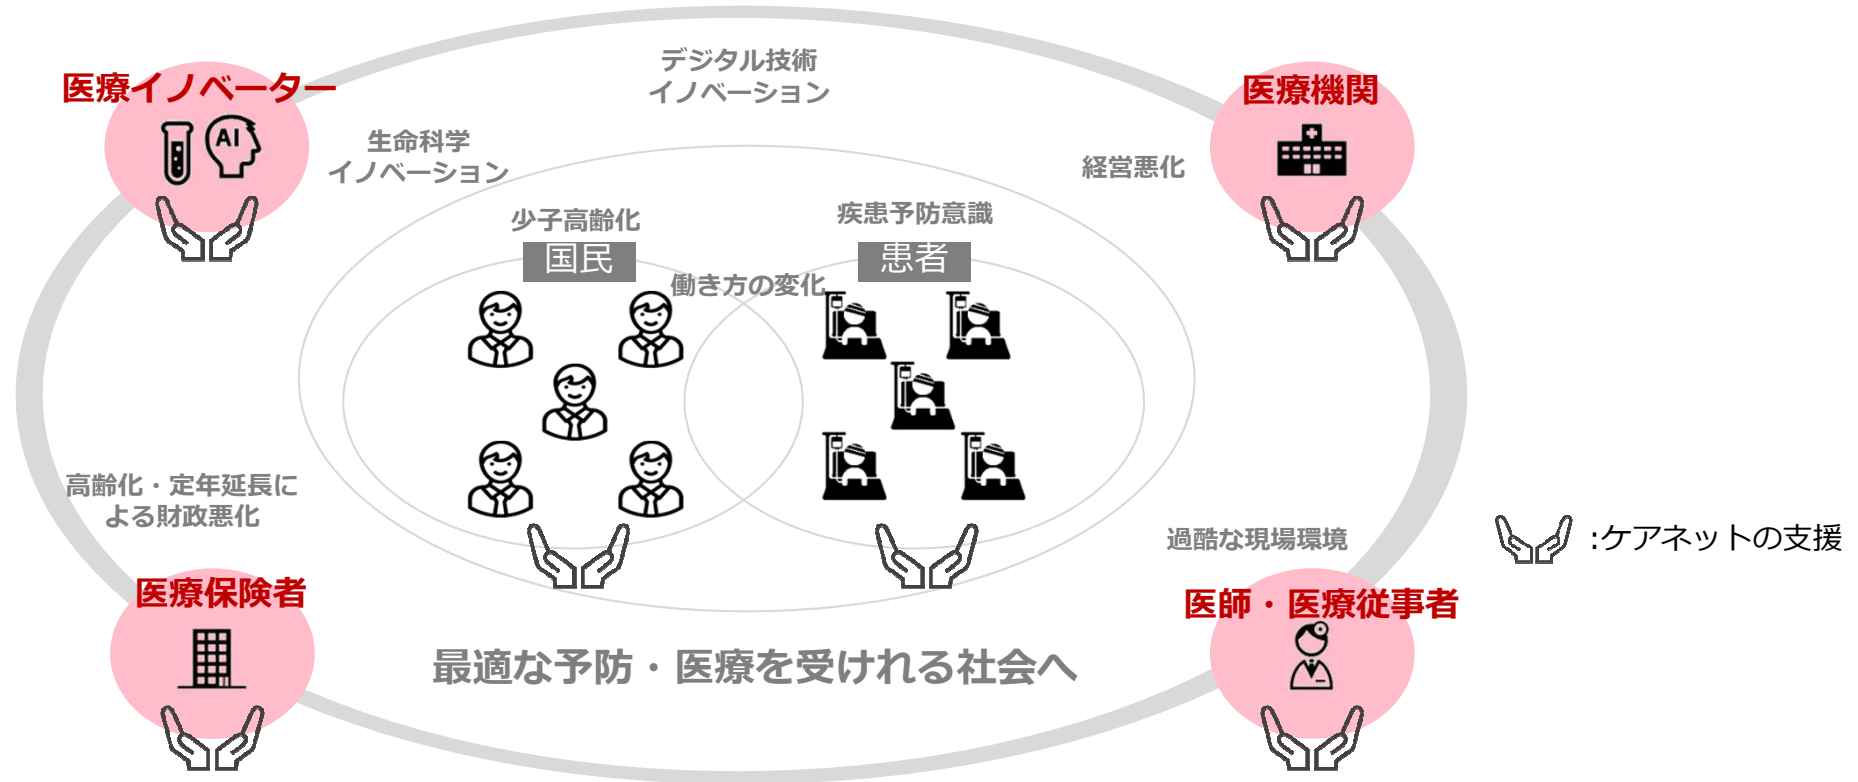 デジタル技術
イノベーション
医療イノベーター
AI
医療機関
生命科学
イノベーション
経営悪化
少子高齢化
疾患予防意識
国民
患者
働き方の変化
高齢化・定年延長に
よる財政悪化
過酷な現場環境
:ケアネットの支援
医療保険者
医師・医療従事者
最適な予防・医療を受けれる社会へ